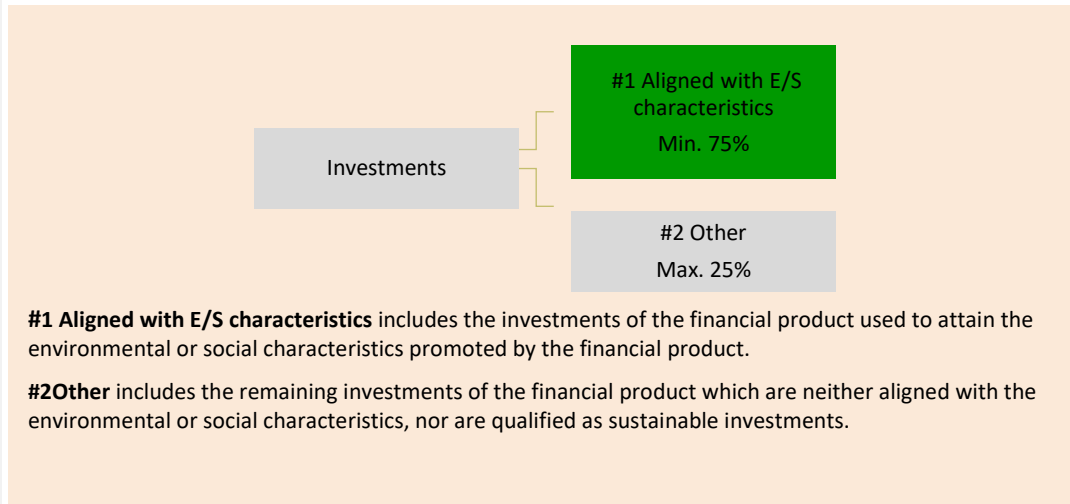 #1 Aligned with E/S
characteristics
Min. 75%
Investments
#2 Other
Max. 25%
#1 Aligned with E/S characteristics includes the investments of the financial product used to attain the
environmental or social characteristics promoted by the financial product.
#2Other includes the remaining investments of the financial product which are neither aligned with the
environmental or social characteristics, nor are qualified as sustainable investments.